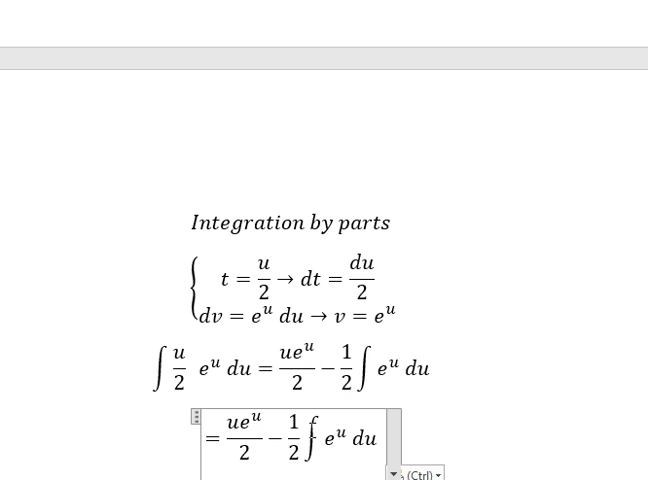 Integration by parts
t = u/2 → dt = du/2
dv = e^u du → v = e^u
∫ u/2 e^u du = ue^u/2 − 1/2 ∫ e^u du
= ue^u/2 − 1/2 ∫ e^u du
(Ctrl)